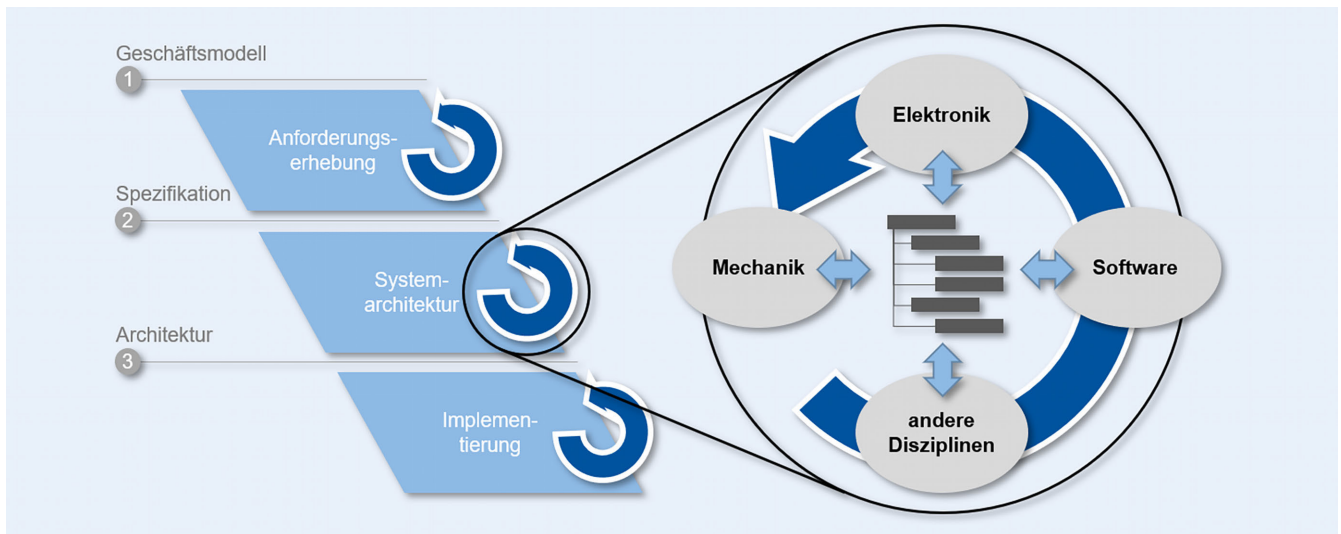 Geschäftsmodell
1
Anforderungs-
erhebung
Spezifikation
2
System-
architektur
Architektur
3
Implemen-
tierung
Elektronik
Mechanik
Software
andere
Disziplinen